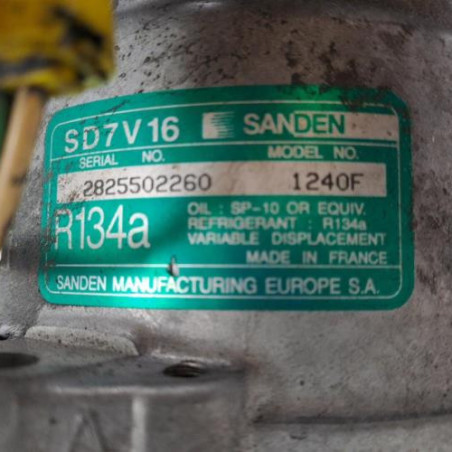 SD7V16 SANDEN
SERIAL NO. MODEL NO.
2825502260 1240F
R134a
OIL : SP-10 OR EQUIV.
REFRIGERANT : R134a
VARIABLE DISPLACEMENT
MADE IN FRANCE
SANDEN MANUFACTURING EUROPE S.A.